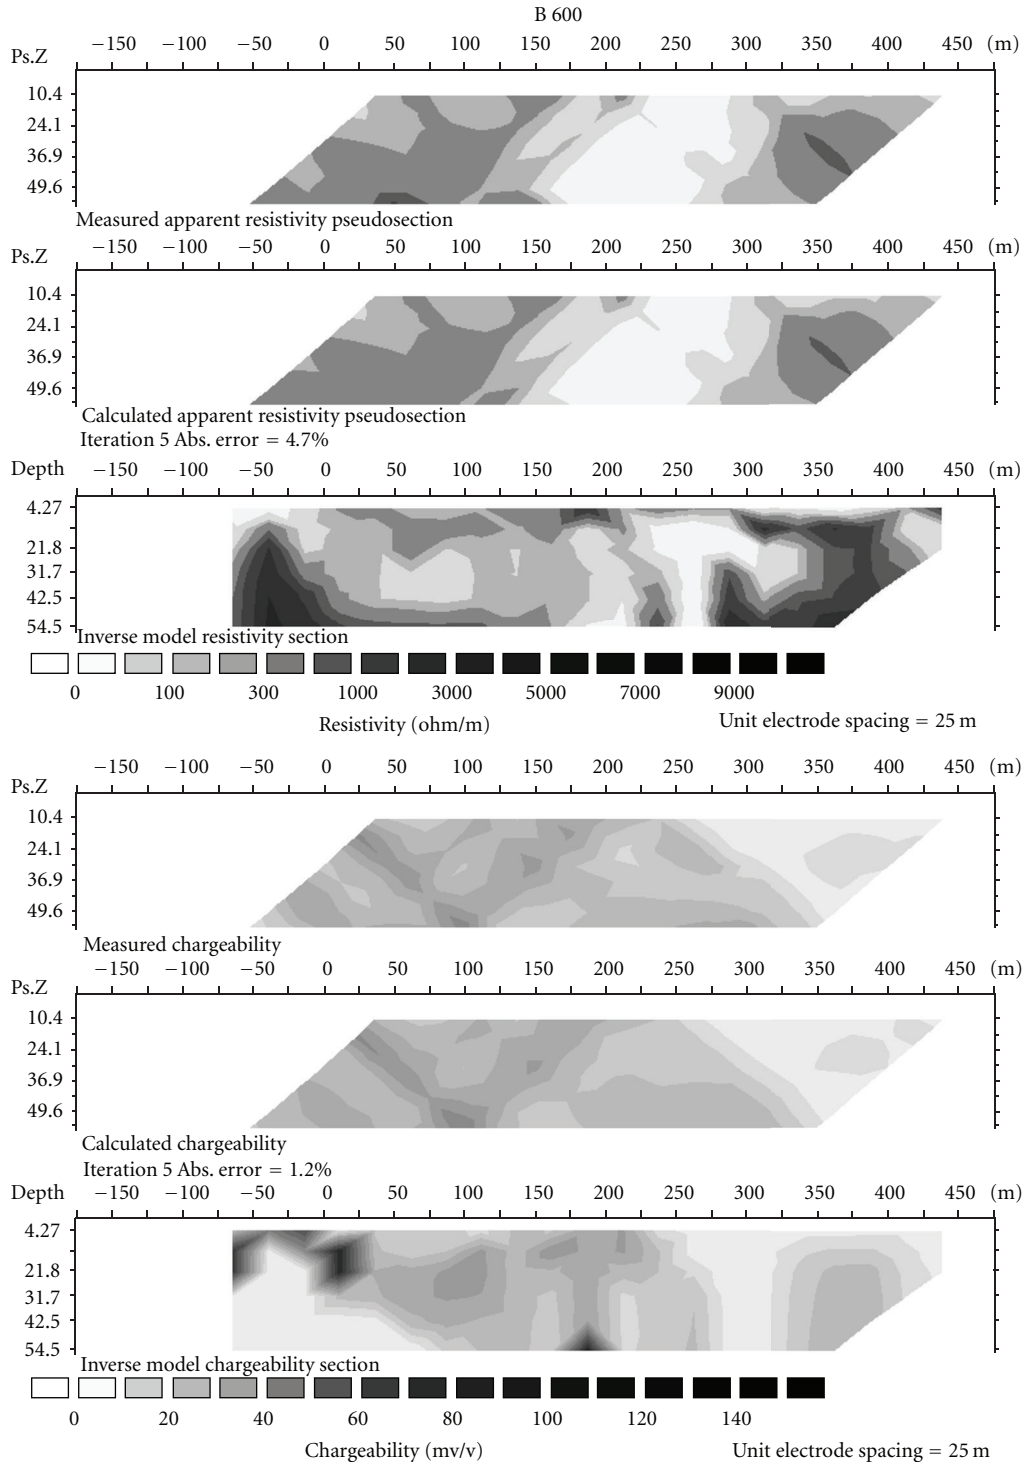 B 600
−150 −100 −50 0 50 100 150 200 250 300 350 400 450 (m)
Ps.Z
10.4
24.1
36.9
49.6
Measured apparent resistivity pseudosection
−150 −100 −50 0 50 100 150 200 250 300 350 400 450 (m)
Ps.Z
10.4
24.1
36.9
49.6
Calculated apparent resistivity pseudosection
Iteration 5 Abs. error = 4.7%
Depth −150 −100 −50 0 50 100 150 200 250 300 350 400 450 (m)
4.27
21.8
31.7
42.5
54.5
Inverse model resistivity section
0 100 300 1000 3000 5000 7000 9000
Resistivity (ohm/m)
Unit electrode spacing = 25 m
−150 −100 −50 0 50 100 150 200 250 300 350 400 450 (m)
Ps.Z
10.4
24.1
36.9
49.6
Measured chargeability
−150 −100 −50 0 50 100 150 200 250 300 350 400 450 (m)
Ps.Z
10.4
24.1
36.9
49.6
Calculated chargeability
Iteration 5 Abs. error = 1.2%
Depth −150 −100 −50 0 50 100 150 200 250 300 350 400 450 (m)
4.27
21.8
31.7
42.5
54.5
Inverse model chargeability section
0 20 40 60 80 100 120 140
Chargeability (mv/v)
Unit electrode spacing = 25 m